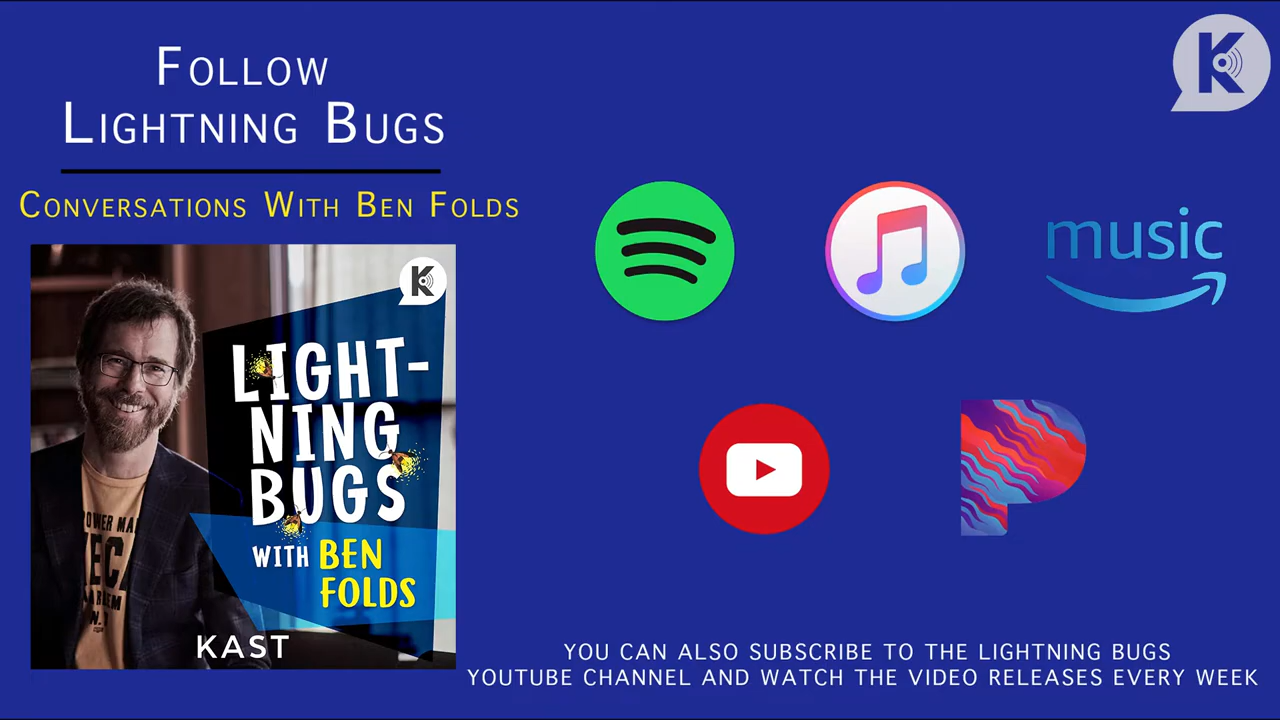 FOLLOW
LIGHTNING BUGS
CONVERSATIONS WITH BEN FOLDS
K
music
K
LIGHT-
NING
BUGS
WITH BEN
FOLDS
KAST
YOU CAN ALSO SUBSCRIBE TO THE LIGHTNING BUGS
YOUTUBE CHANNEL AND WATCH THE VIDEO RELEASES EVERY WEEK